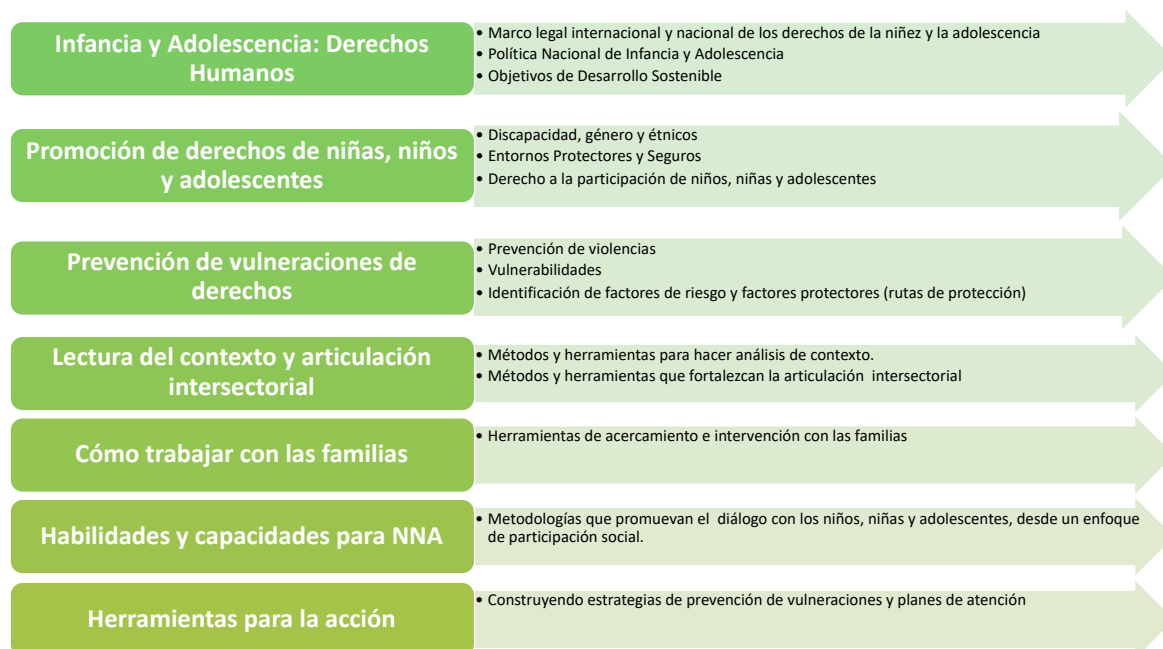 Infancia y Adolescencia: Derechos
Humanos
• Marco legal internacional y nacional de los derechos de la niñez y la adolescencia
• Política Nacional de Infancia y Adolescencia
• Objetivos de Desarrollo Sostenible
Promoción de derechos de niñas, niños
y adolescentes
• Discapacidad, género y étnicos
• Entornos Protectores y Seguros
• Derecho a la participación de niños, niñas y adolescentes
Prevención de vulneraciones de
derechos
• Prevención de violencias
• Vulnerabilidades
• Identificación de factores de riesgo y factores protectores (rutas de protección)
Lectura del contexto y articulación
intersectorial
• Métodos y herramientas para hacer análisis de contexto.
• Métodos y herramientas que fortalezcan la articulación intersectorial
Cómo trabajar con las familias
• Herramientas de acercamiento e intervención con las familias
Habilidades y capacidades para NNA
• Metodologías que promuevan el diálogo con los niños, niñas y adolescentes, desde un enfoque
de participación social.
Herramientas para la acción
• Construyendo estrategias de prevención de vulneraciones y planes de atención